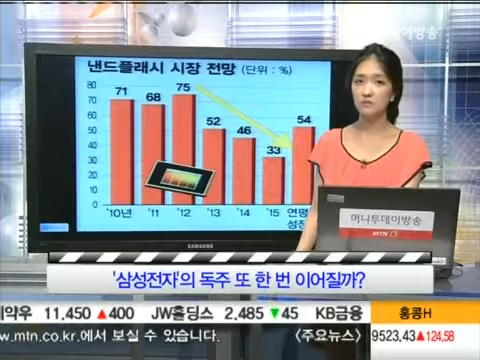 낸드플래시 시장 전망 (단위 : %)
80
70
60
50
40
30
20
10
0
71
68
75
52
46
33
54
'10년
'11
'12
'13
'14
'15
연평
성장
SAMSUNG
머니투데이방송
MTN
'삼성전자'의 독주 또 한 번 이어질까?
약우 11,450 ▲400 JW홀딩스 2,485 ▼45 KB금융
홍콩H
www.mtn.co.kr에서 보실 수 있습니다. 〈주요뉴스〉
9523,43 ▲124,58